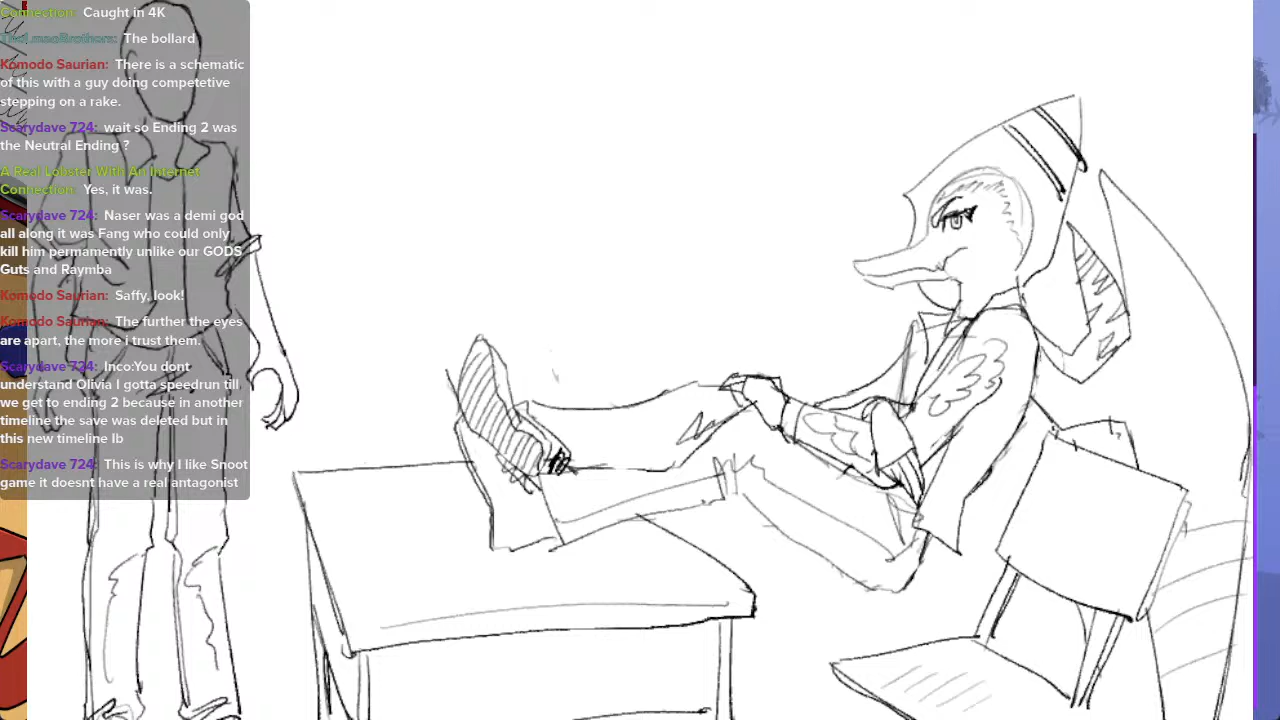 Connection: Caught in 4K
TheLmaoBrothers: The bollard
Komodo Saurian: There is a schematic
of this with a guy doing competetive
stepping on a rake.
Scarydave 724: wait so Ending 2 was
the Neutral Ending ?
A Real Lobster With An Internet
Connection: Yes, it was.
Scarydave 724: Naser was a demi god
all along it was Fang who could only
kill him permamently unlike our GODS
Guts and Raymba
Komodo Saurian: Saffy, look!
Komodo Saurian: The further the eyes
are apart, the more i trust them.
Scarydave 724: Inco:You dont
understand Olivia I gotta speedrun till
we get to ending 2 because in another
timeline the save was deleted but in
this new timeline Ib
Scarydave 724: This is why I like Snoot
game it doesnt have a real antagonist